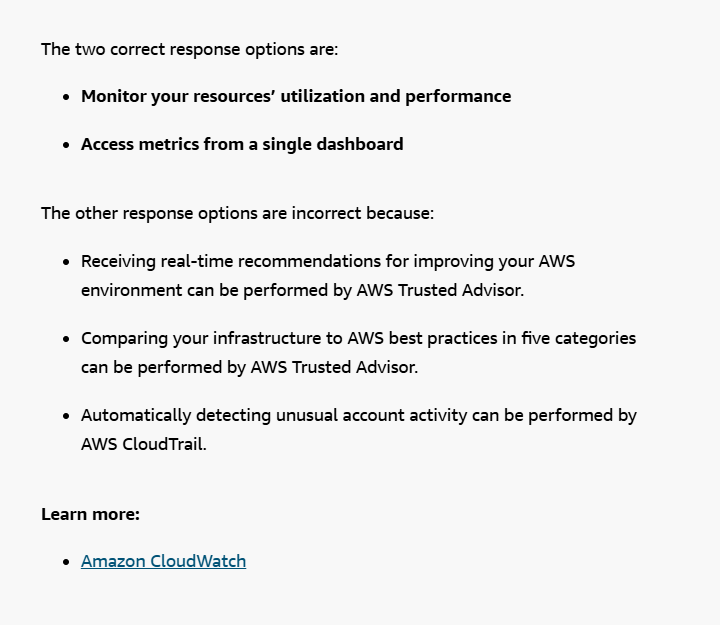 The two correct response options are:
• Monitor your resources’ utilization and performance
• Access metrics from a single dashboard
The other response options are incorrect because:
• Receiving real-time recommendations for improving your AWS
environment can be performed by AWS Trusted Advisor.
• Comparing your infrastructure to AWS best practices in five categories
can be performed by AWS Trusted Advisor.
• Automatically detecting unusual account activity can be performed by
AWS CloudTrail.
Learn more:
• Amazon CloudWatch